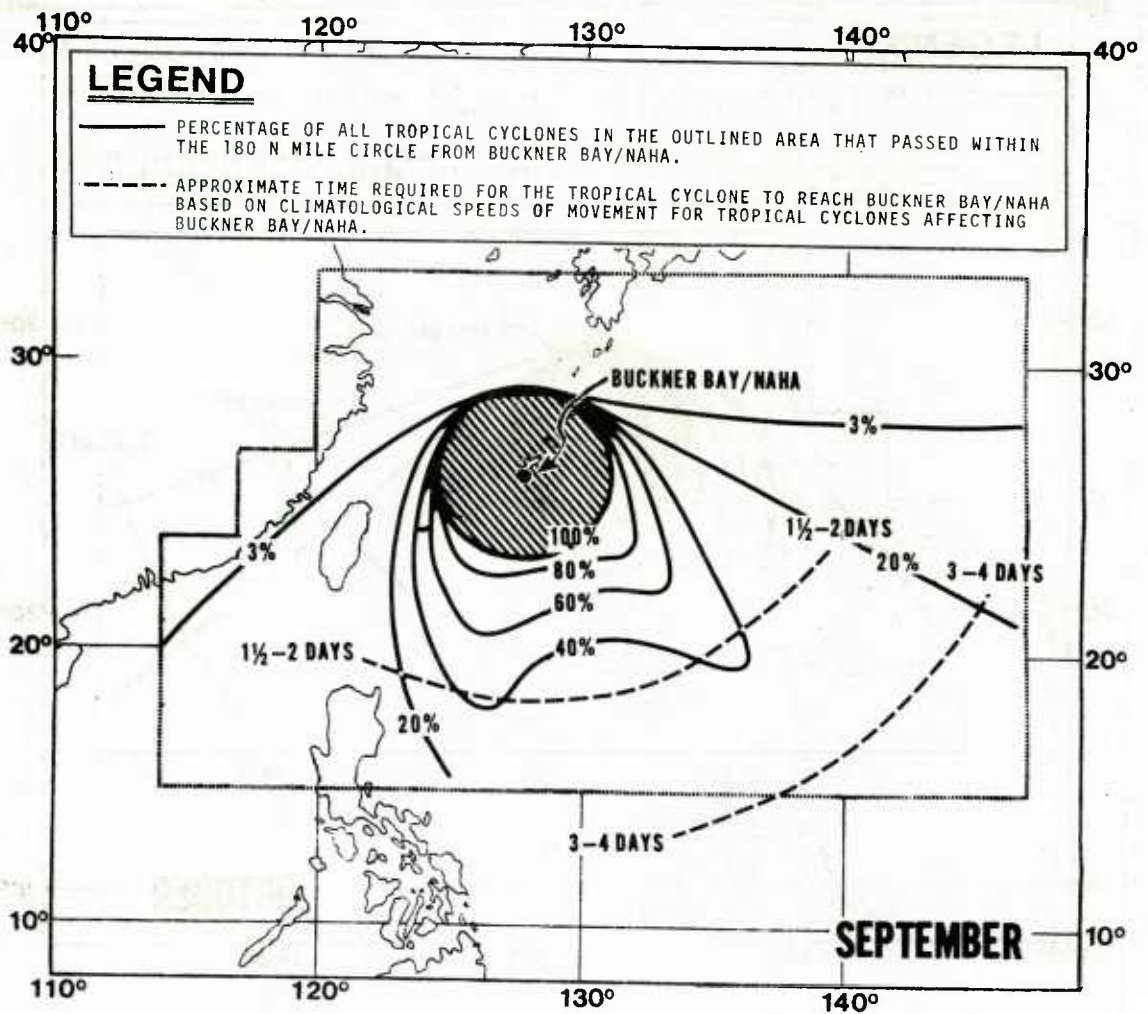 110° 120° 130° 140°
40° 40°
LEGEND
PERCENTAGE OF ALL TROPICAL CYCLONES IN THE OUTLINED AREA THAT PASSED WITHIN
THE 180 N MILE CIRCLE FROM BUCKNER BAY/NAHA.
APPROXIMATE TIME REQUIRED FOR THE TROPICAL CYCLONE TO REACH BUCKNER BAY/NAHA
BASED ON CLIMATOLOGICAL SPEEDS OF MOVEMENT FOR TROPICAL CYCLONES AFFECTING
BUCKNER BAY/NAHA.
30° 30°
BUCKNER BAY/NAHA
3%
1½-2 DAYS
100%
3%
20%
80%
3-4 DAYS
60%
20° 20°
40%
1½-2 DAYS
20%
3-4 DAYS
10° 10°
SEPTEMBER
110° 120° 130° 140°